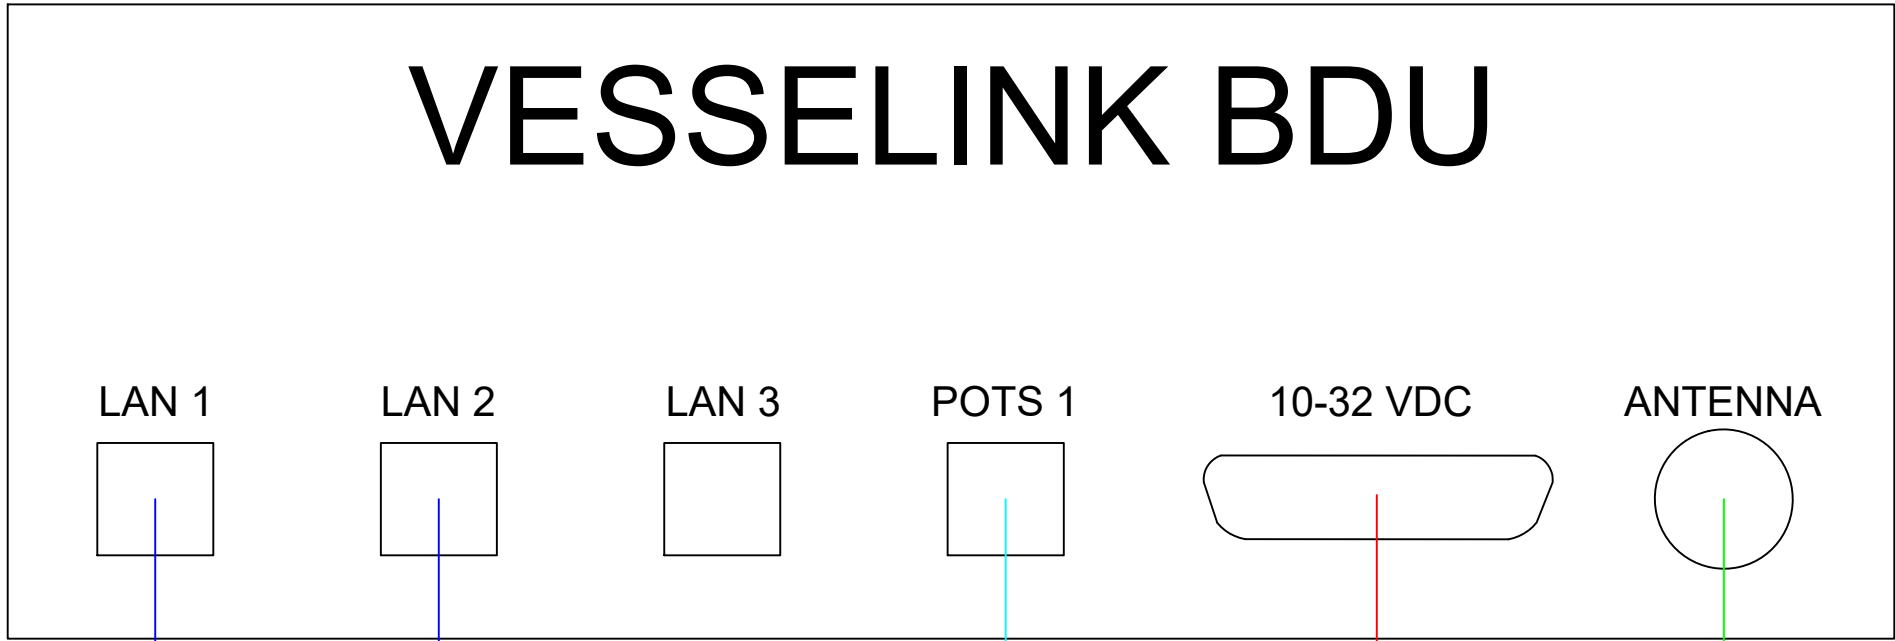 VESSELINK BDU
LAN 1 LAN 2 LAN 3 POTS 1 10-32 VDC ANTENNA